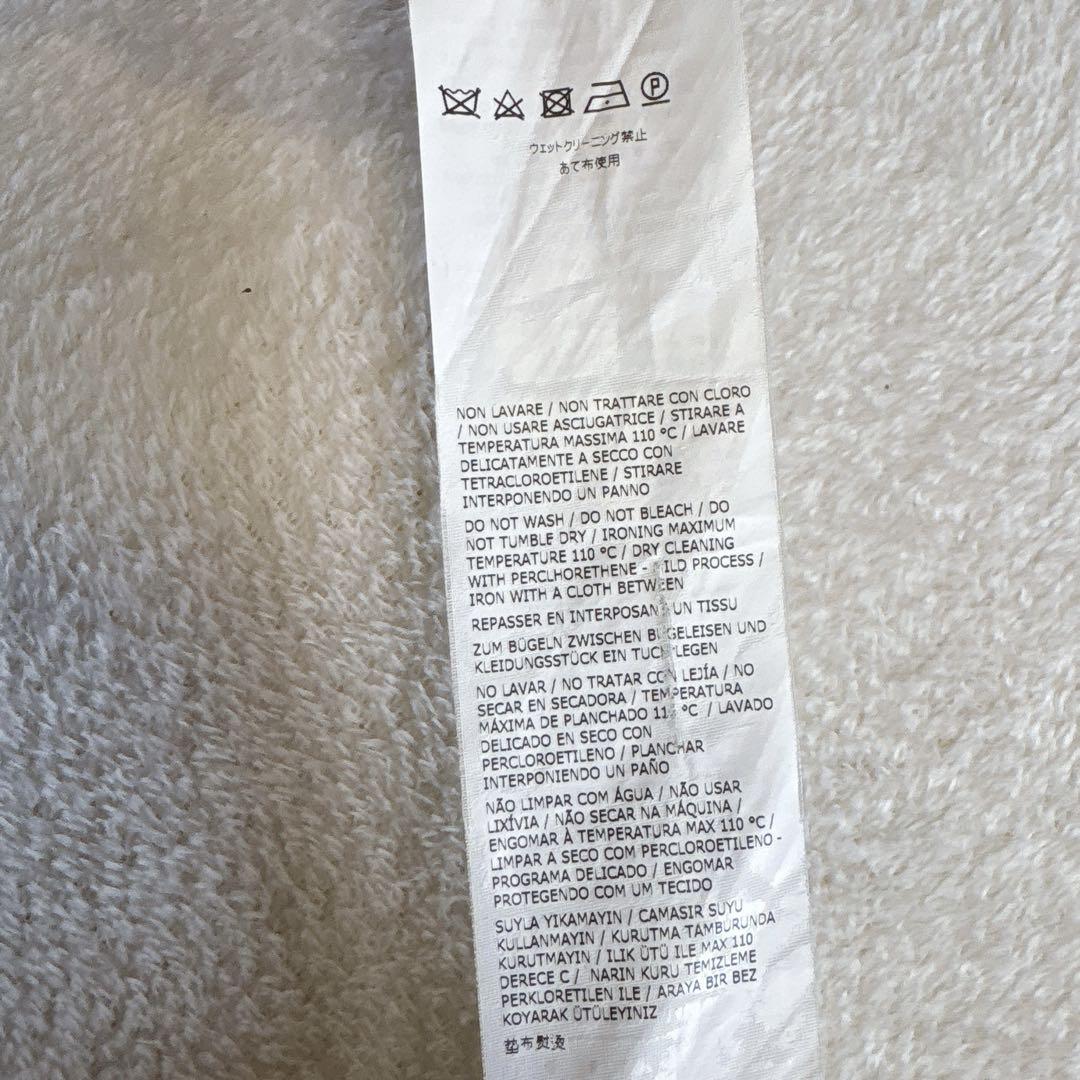 P
ウェットクリーニング禁止
あて布使用
NON LAVARE / NON TRATTARE CON CLORO
/ NON USARE ASCIUGATRICE / STIRARE A
TEMPERATURA MASSIMA 110 °C / LAVARE
DELICATAMENTE A SECCO CON
TETRACLOROETILENE / STIRARE
INTERPONENDO UN PANNO
DO NOT WASH / DO NOT BLEACH / DO
NOT TUMBLE DRY / IRONING MAXIMUM
TEMPERATURE 110 °C / DRY CLEANING
WITH PERCLHORETHENE - MILD PROCESS /
IRON WITH A CLOTH BETWEEN
REPASSER EN INTERPOSANT UN TISSU
ZUM BÜGELN ZWISCHEN BÜGELEISEN UND
KLEIDUNGSSTÜCK EIN TUCH LEGEN
NO LAVAR / NO TRATAR CON LEJÍA / NO
SECAR EN SECADORA / TEMPERATURA
MÁXIMA DE PLANCHADO 110 °C / LAVADO
DELICADO EN SECO CON
PERCLOROETILENO / PLANCHAR
INTERPONIENDO UN PAÑO
NÃO LIMPAR COM ÁGUA / NÃO USAR
LIXÍVIA / NÃO SECAR NA MÁQUINA /
ENGOMAR À TEMPERATURA MAX 110 °C /
LIMPAR A SECO COM PERCLOROETILENO -
PROGRAMA DELICADO / ENGOMAR
PROTEGENDO COM UM TECIDO
SUYLA YIKAMAYIN / CAMASIR SUYU
KULLANMAYIN / KURUTMA TAMBURUNDA
KURUTMAYIN / ILIK ÜTÜ ILE MAX 110
DERECE C / NARIN KURU TEMIZLEME
PERKLORETILEN ILE / ARAYA BIR BEZ
KOYARAK ÜTÜLEYINIZ
垫布熨烫